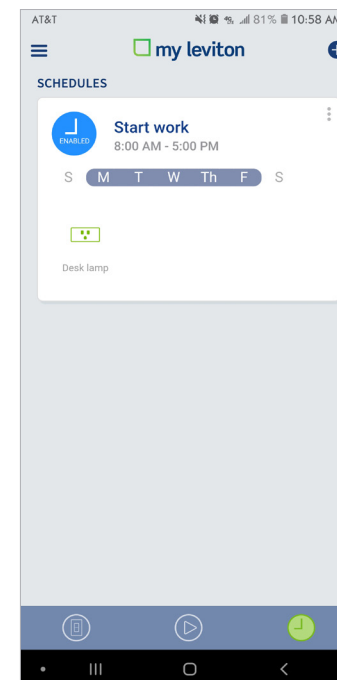 AT&T 81% 10:58 AM
my leviton
SCHEDULES
ENABLED
Start work
8:00 AM - 5:00 PM
S M T W Th F S
Desk lamp